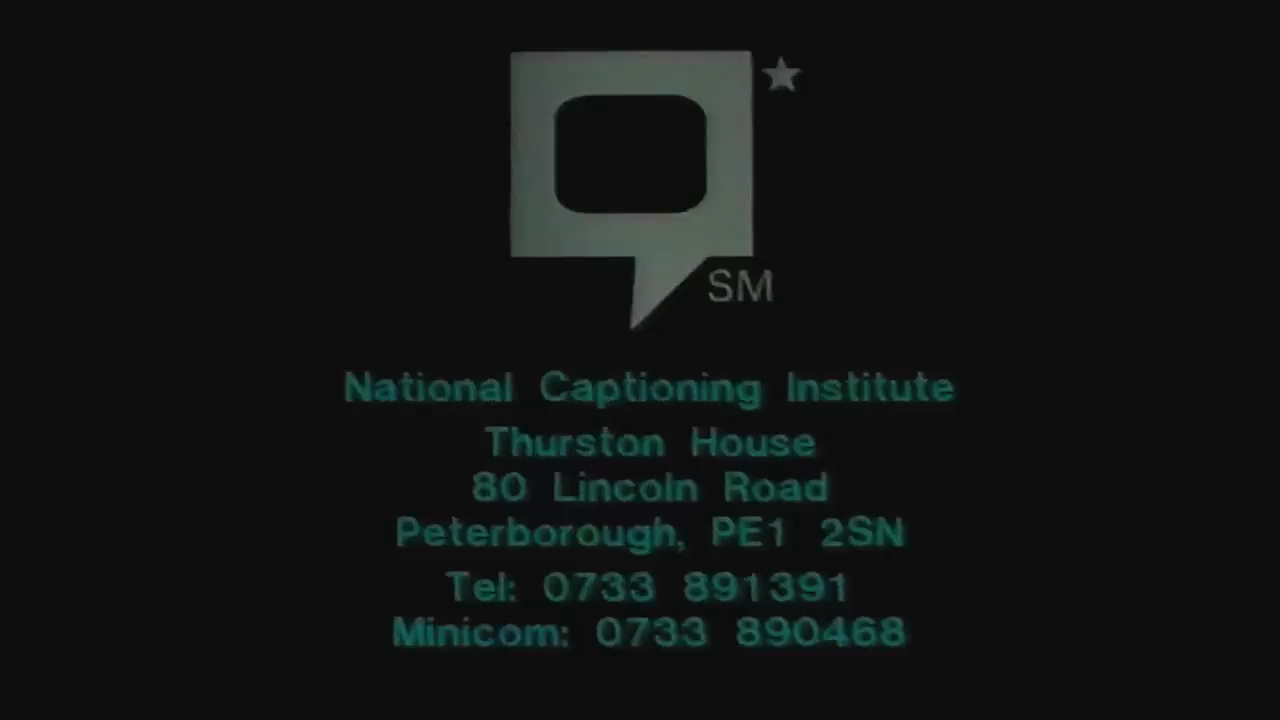 SM
National Captioning Institute
Thurston House
80 Lincoln Road
Peterborough, PE1 2SN
Tel: 0733 891391
Minicom: 0733 890468